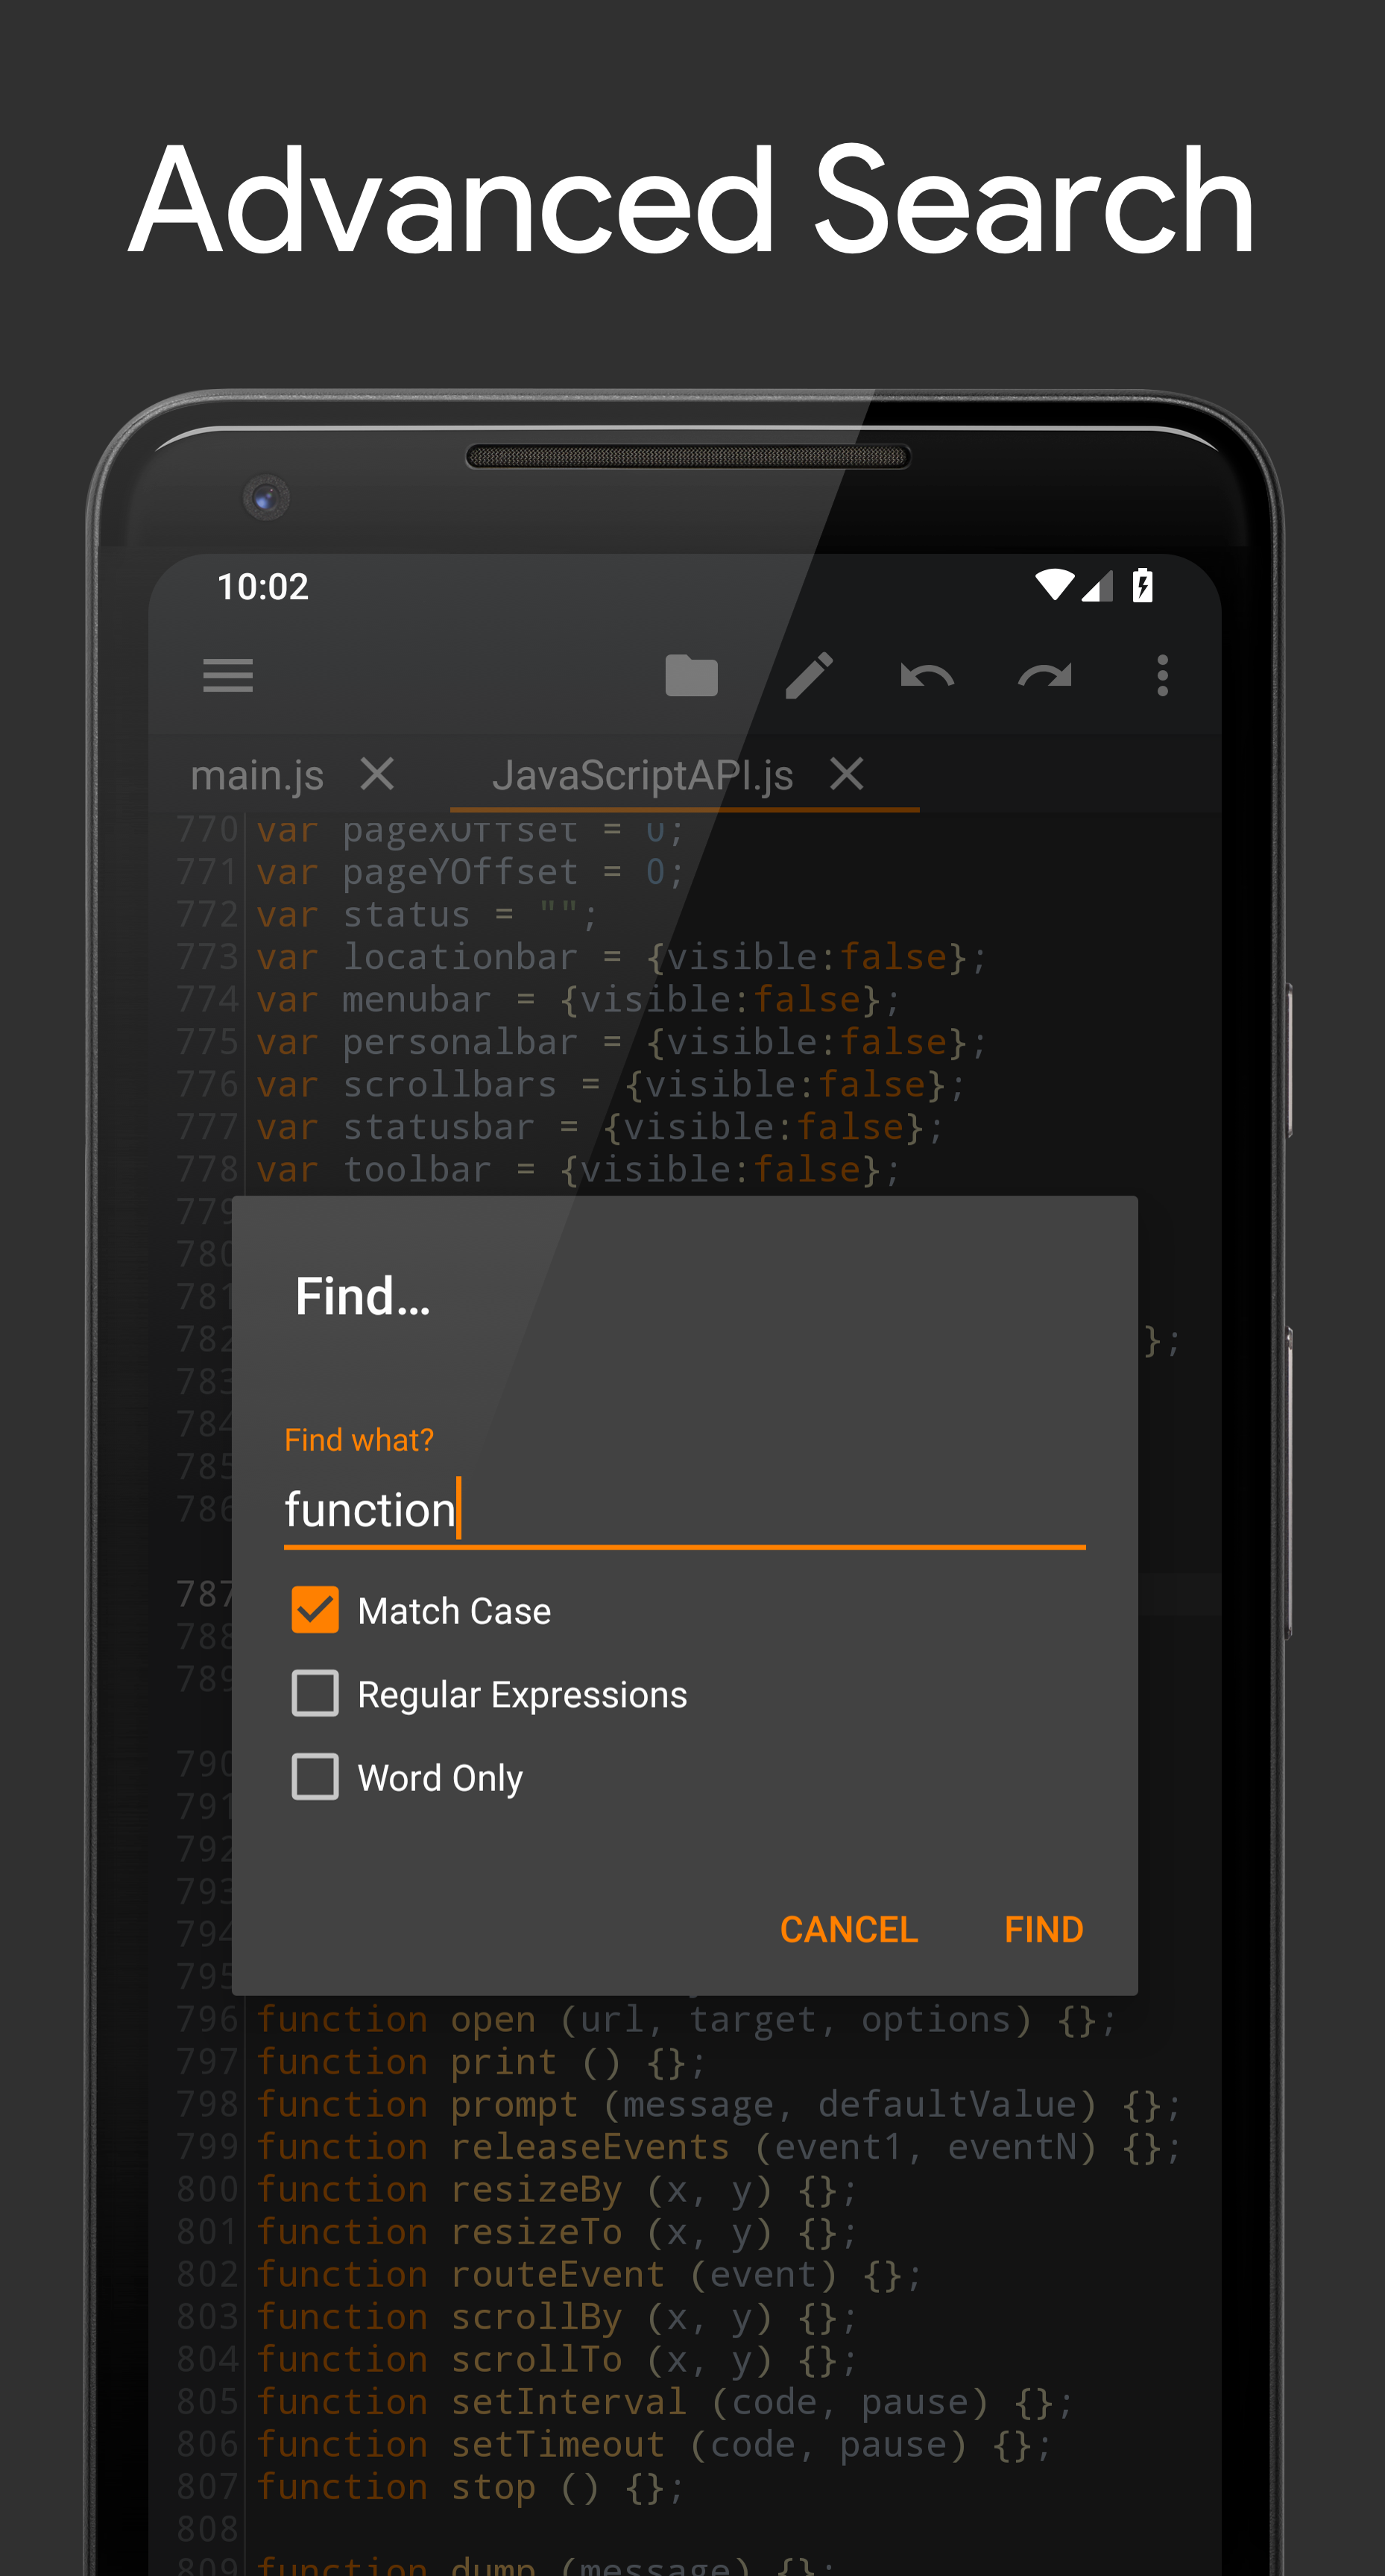 Advanced Search
10:02
main.js JavaScriptAPI.js
770 var pageXOffset = 0;
771 var pageYOffset = 0;
772 var status = "";
773 var locationbar = {visible:false};
774 var menubar = {visible:false};
775 var personalbar = {visible:false};
776 var scrollbars = {visible:false};
777 var statusbar = {visible:false};
778 var toolbar = {visible:false};
779
780
781
782 };
783
784
785
786
787
788
789
790
791
792
793
794
795
Find...
Find what?
function
Match Case
Regular Expressions
Word Only
CANCEL FIND
796 function open (url, target, options) {};
797 function print () {};
798 function prompt (message, defaultValue) {};
799 function releaseEvents (event1, eventN) {};
800 function resizeBy (x, y) {};
801 function resizeTo (x, y) {};
802 function routeEvent (event) {};
803 function scrollBy (x, y) {};
804 function scrollTo (x, y) {};
805 function setInterval (code, pause) {};
806 function setTimeout (code, pause) {};
807 function stop () {};
808
809 function dump (message) {};